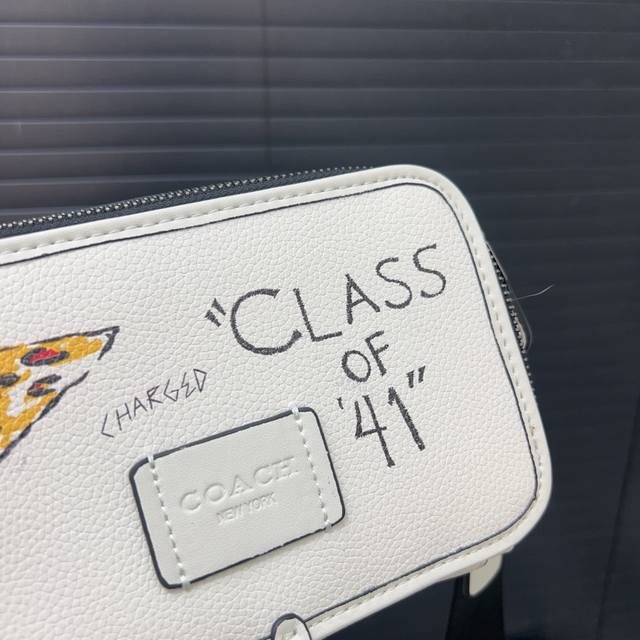 "CLASS
OF
'41"
CHARGED
COACH
NEW YORK